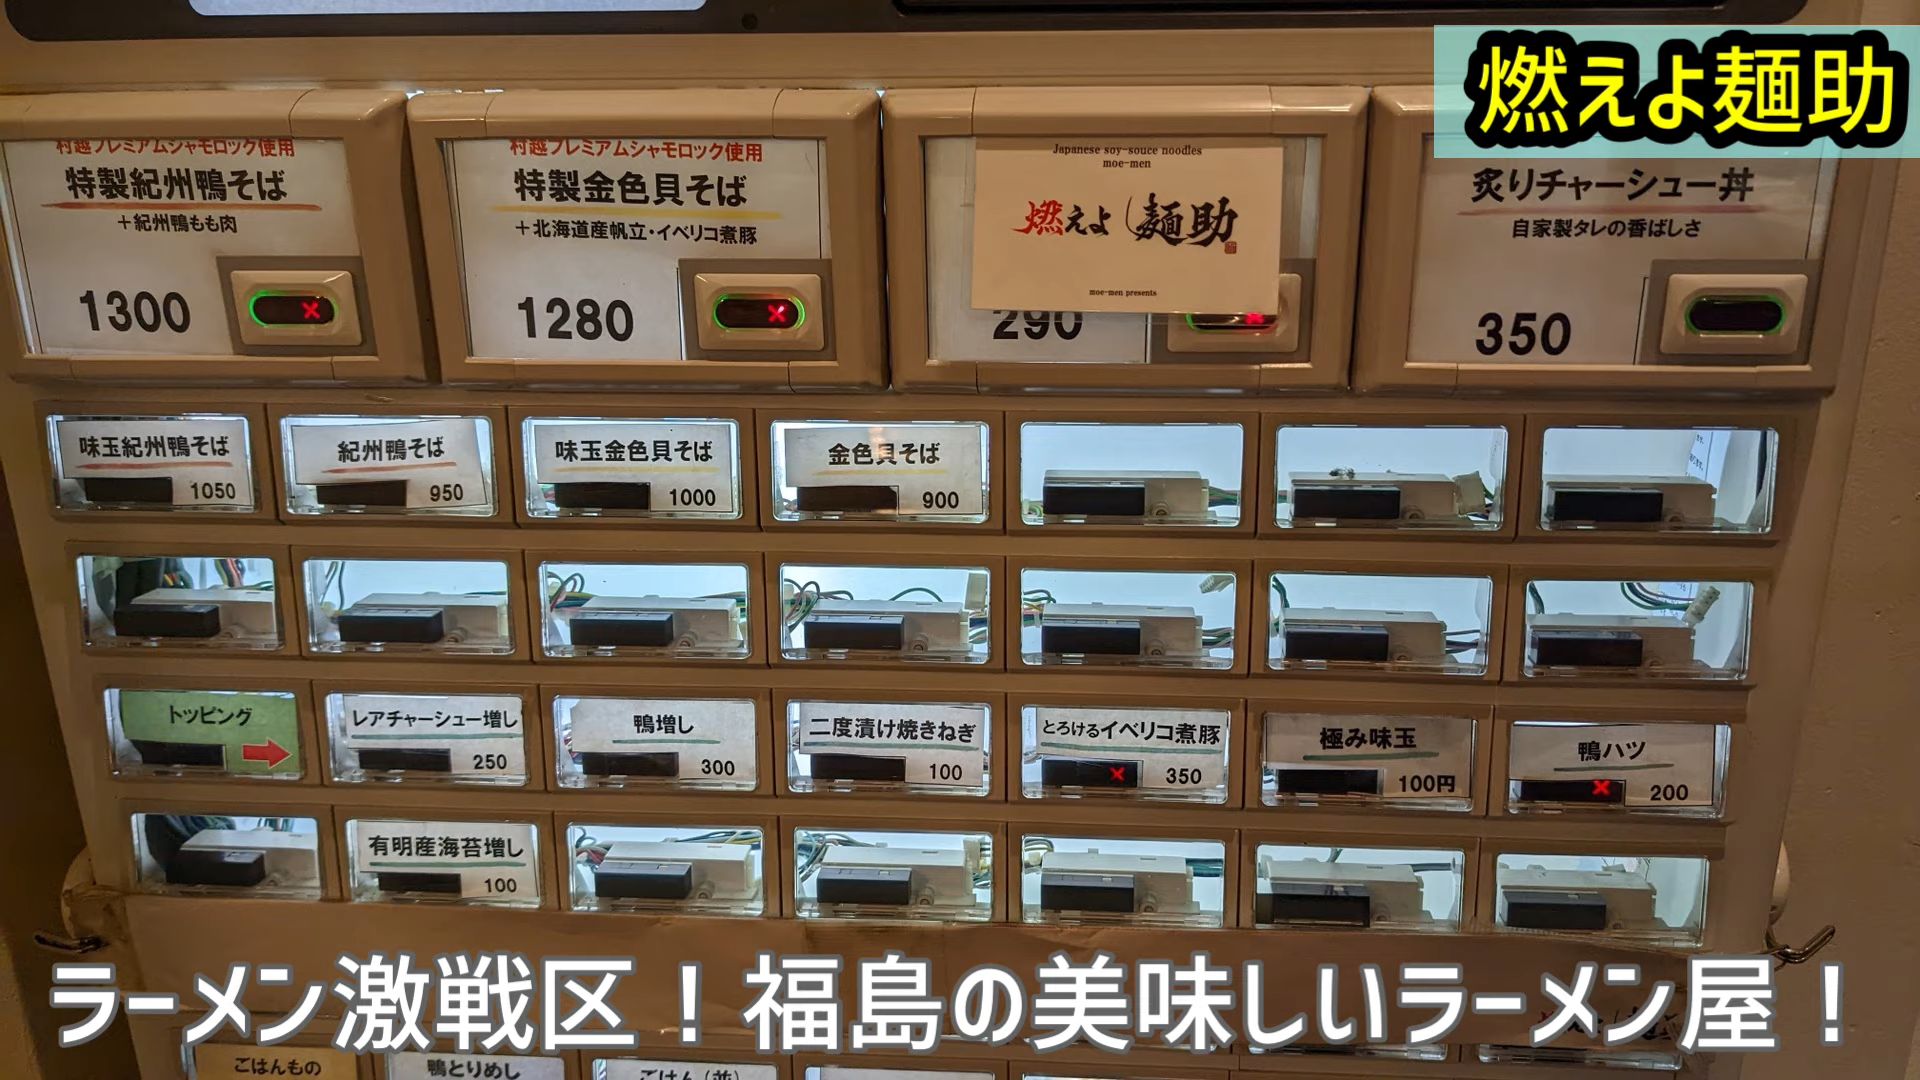 燃えよ麺助
村越プレミアムシャモロック使用
特製紀州鴨そば
+紀州鴨もも肉
1300
村越プレミアムシャモロック使用
特製金色貝そば
+北海道産帆立・イベリコ煮豚
1280
Japanese soy-souce noodles
moe-men
燃えよ麺助
moe-men presents
290
炙りチャーシュー丼
自家製タレの香ばしさ
350
味玉紀州鴨そば
1050
紀州鴨そば
950
味玉金色貝そば
1000
金色貝そば
900
トッピング
レアチャーシュー増し
250
鴨増し
300
二度漬け焼きねぎ
100
とろけるイベリコ煮豚
350
極み味玉
100円
鴨ハツ
200
有明産海苔増し
100
ラーメン激戦区!福島の美味しいラーメン屋!
ごはんもの
鴨とりめし
ごはん(並)